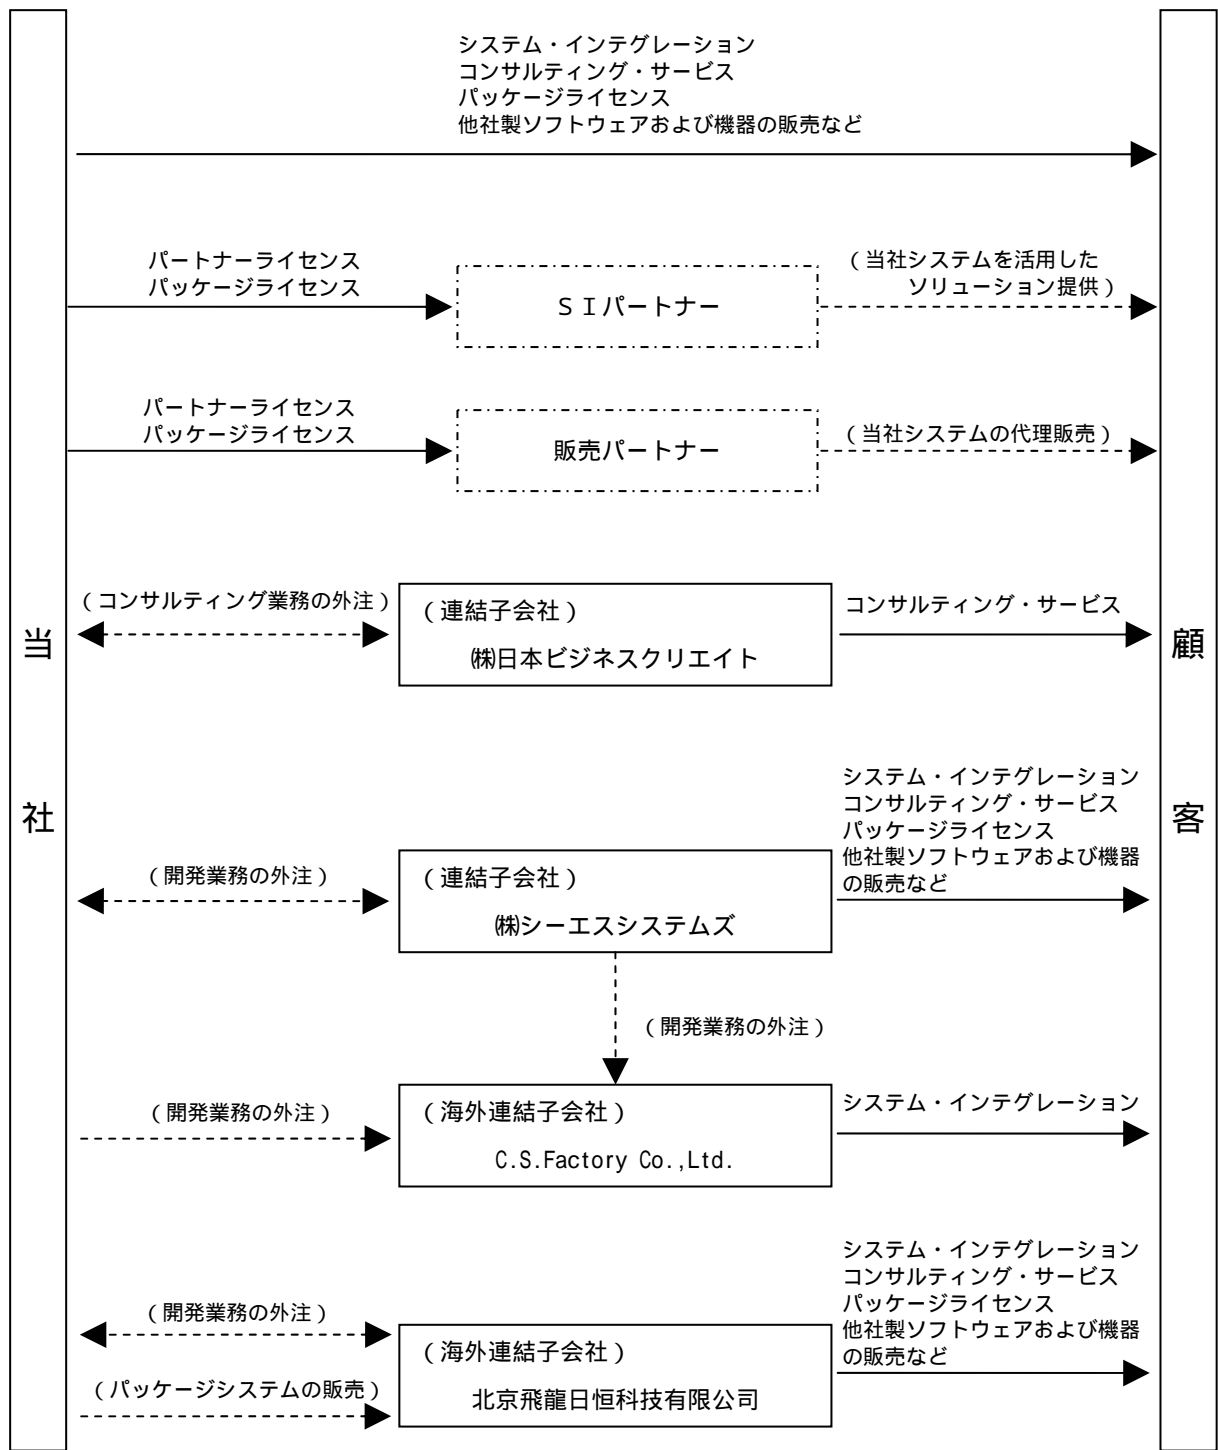 システム・インテグレーション
コンサルティング・サービス
パッケージライセンス
他社製ソフトウェアおよび機器の販売など
パートナーライセンス
パッケージライセンス
ＳＩパートナー
（当社システムを活用した
ソリューション提供）
パートナーライセンス
パッケージライセンス
販売パートナー
（当社システムの代理販売）
当
社
顧
客
（コンサルティング業務の外注）
（連結子会社）
㈱日本ビジネスクリエイト
コンサルティング・サービス
（開発業務の外注）
（連結子会社）
㈱シーエスシステムズ
システム・インテグレーション
コンサルティング・サービス
パッケージライセンス
他社製ソフトウェアおよび機器
の販売など
（開発業務の外注）
（開発業務の外注）
（海外連結子会社）
C.S.Factory Co.,Ltd.
システム・インテグレーション
（開発業務の外注）
（パッケージシステムの販売）
（海外連結子会社）
北京飛龍日恒科技有限公司
システム・インテグレーション
コンサルティング・サービス
パッケージライセンス
他社製ソフトウェアおよび機器
の販売など